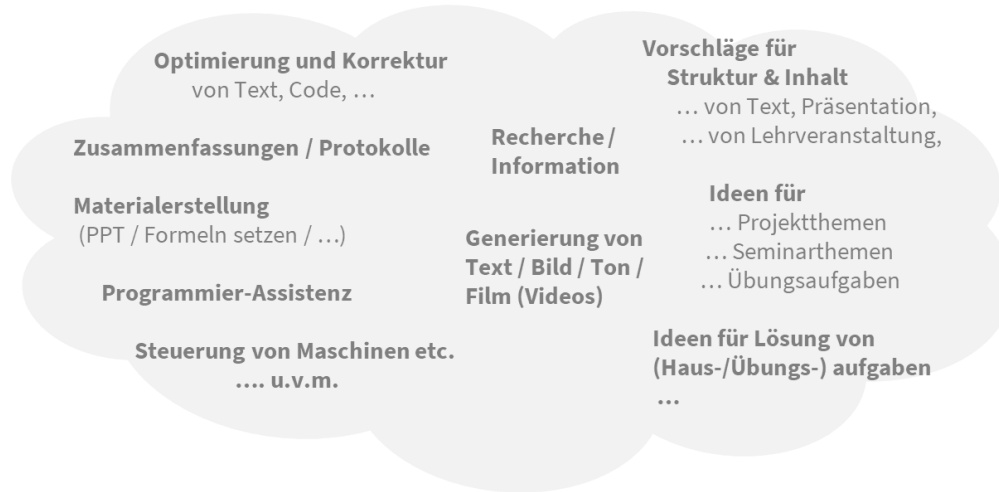 Optimierung und Korrektur
von Text, Code, …
Zusammenfassungen / Protokolle
Materialerstellung
(PPT / Formeln setzen / …)
Programmier-Assistenz
Steuerung von Maschinen etc.
…. u.v.m.
Recherche /
Information
Generierung von
Text / Bild / Ton /
Film (Videos)
Vorschläge für
Struktur & Inhalt
… von Text, Präsentation,
… von Lehrveranstaltung,
Ideen für
… Projektthemen
… Seminarthemen
… Übungsaufgaben
Ideen für Lösung von
(Haus-/Übungs-) aufgaben
…